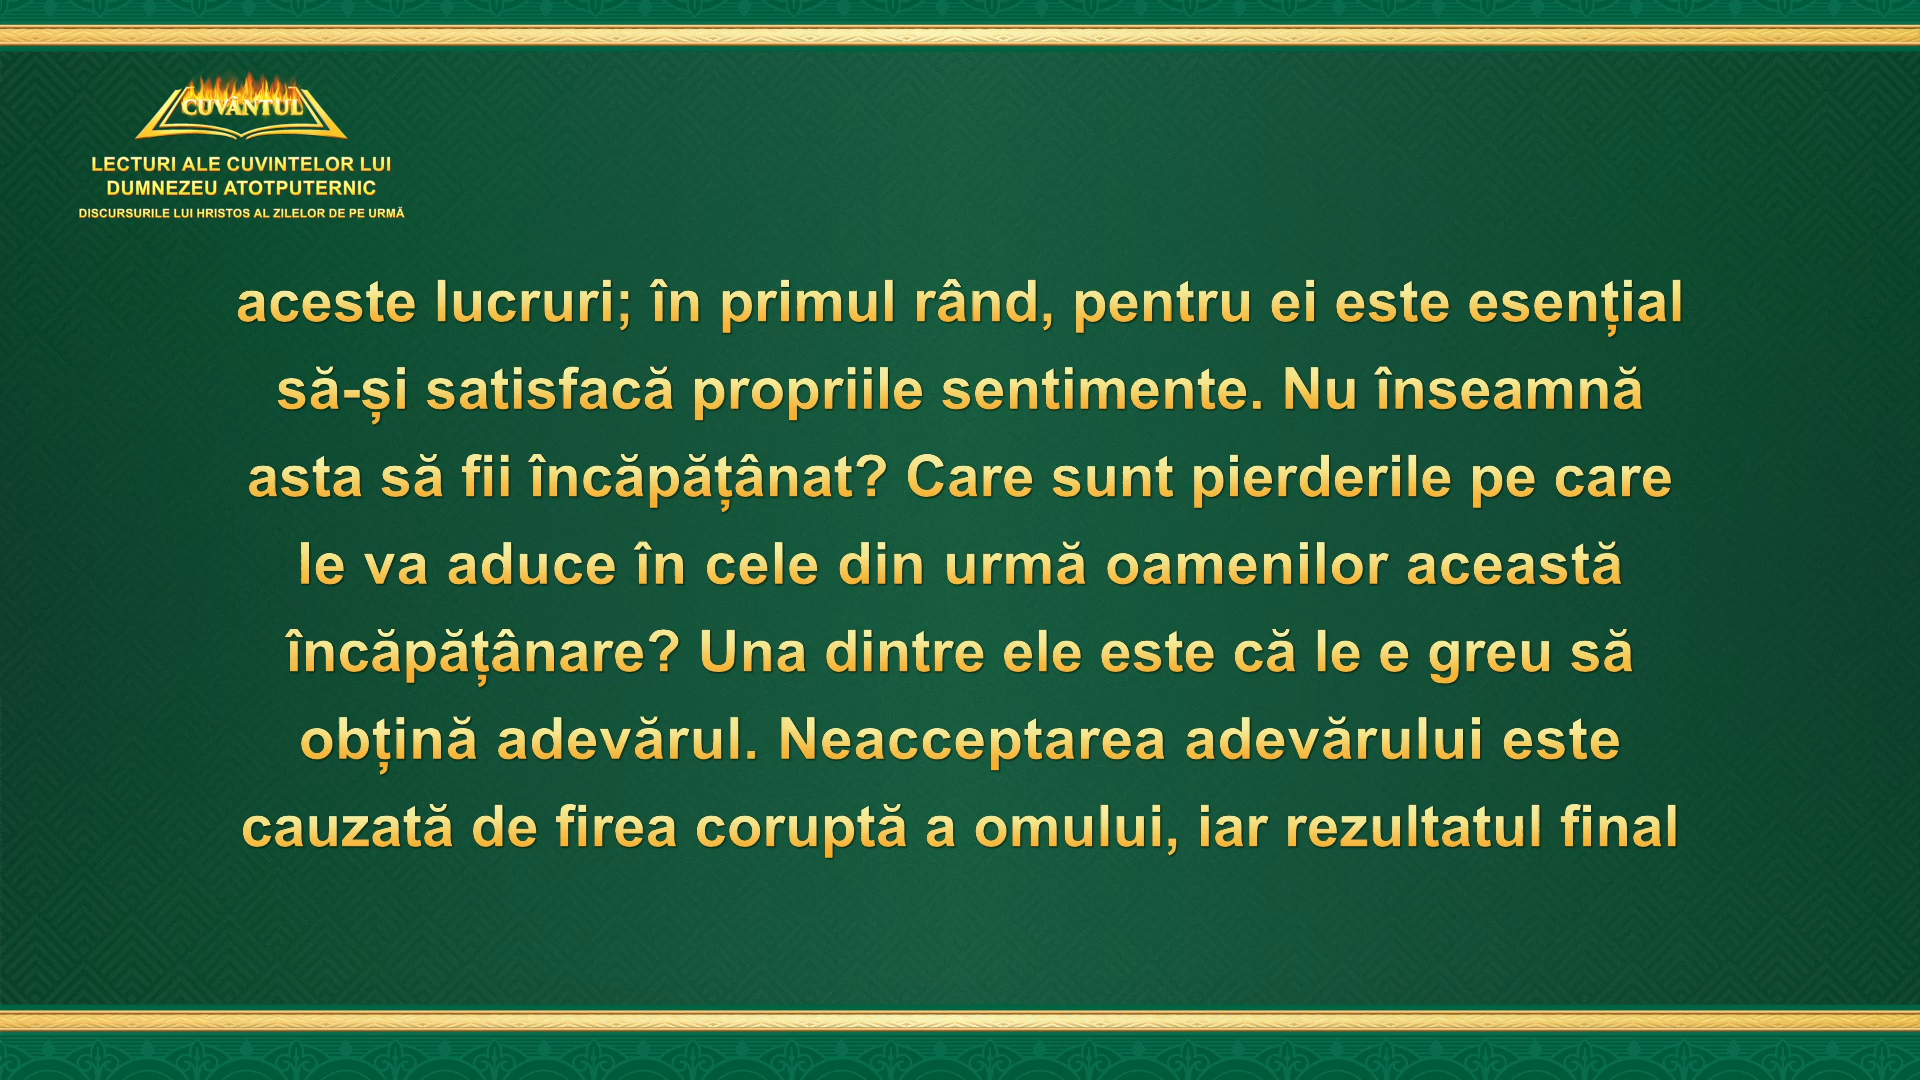 CUVÂNTUL
LECTURI ALE CUVINTELOR LUI
DUMNEZEU ATOTPUTERNIC
DISCURSURILE LUI HRISTOS AL ZILELOR DE PE URMĂ
aceste lucruri; în primul rând, pentru ei este esențial
să-și satisfacă propriile sentimente. Nu înseamnă
asta să fii încăpățânat? Care sunt pierderile pe care
le va aduce în cele din urmă oamenilor această
încăpățânare? Una dintre ele este că le e greu să
obțină adevărul. Neacceptarea adevărului este
cauzată de firea coruptă a omului, iar rezultatul final